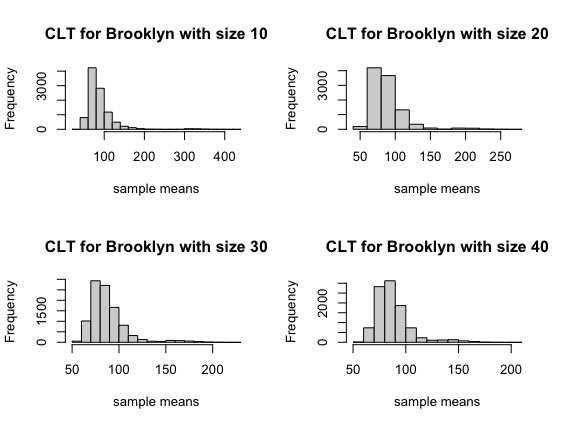 CLT for Brooklyn with size 10
Frequency
0 3000
100 200 300 400
sample means
CLT for Brooklyn with size 20
Frequency
0 3000
50 100 150 200 250
sample means
CLT for Brooklyn with size 30
Frequency
0 1500
50 100 150 200
sample means
CLT for Brooklyn with size 40
Frequency
0 2000
50 100 150 200
sample means